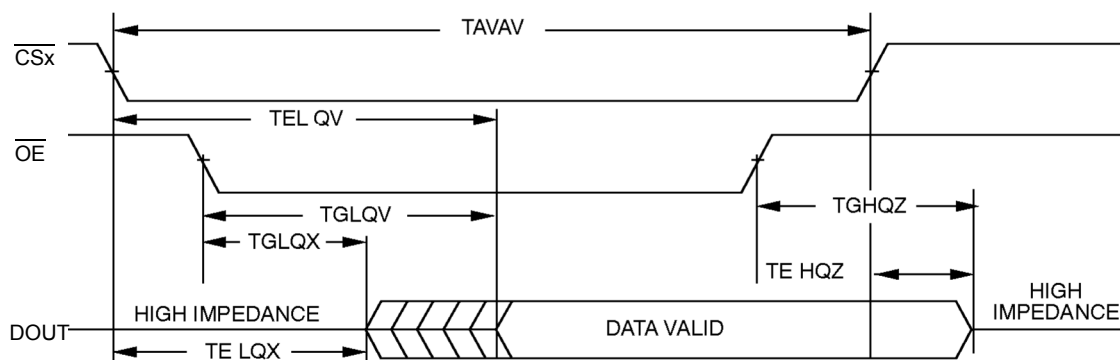 TAVAV
CSx
TEL QV
OE
TGLQV
TGHQZ
TGLQX
TE HQZ
HIGH IMPEDANCE
DATA VALID
HIGH
IMPEDANCE
DOUT
TE LQX